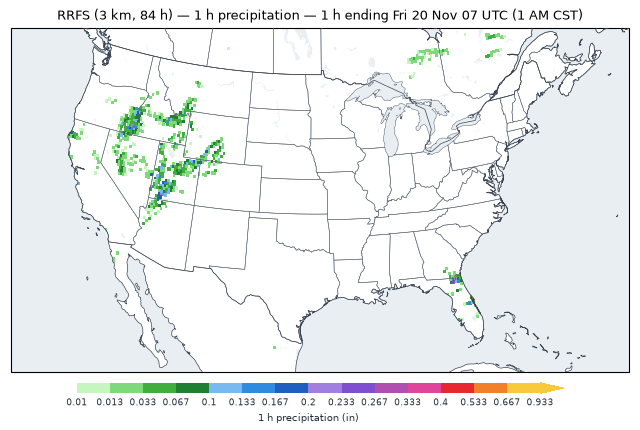 RRFS (3 km, 84 h) — 1 h precipitation — 1 h ending Fri 20 Nov 07 UTC (1 AM CST)
0.01 0.013 0.033 0.067 0.1 0.133 0.167 0.2 0.233 0.267 0.333 0.4 0.533 0.667 0.933
1 h precipitation (in)